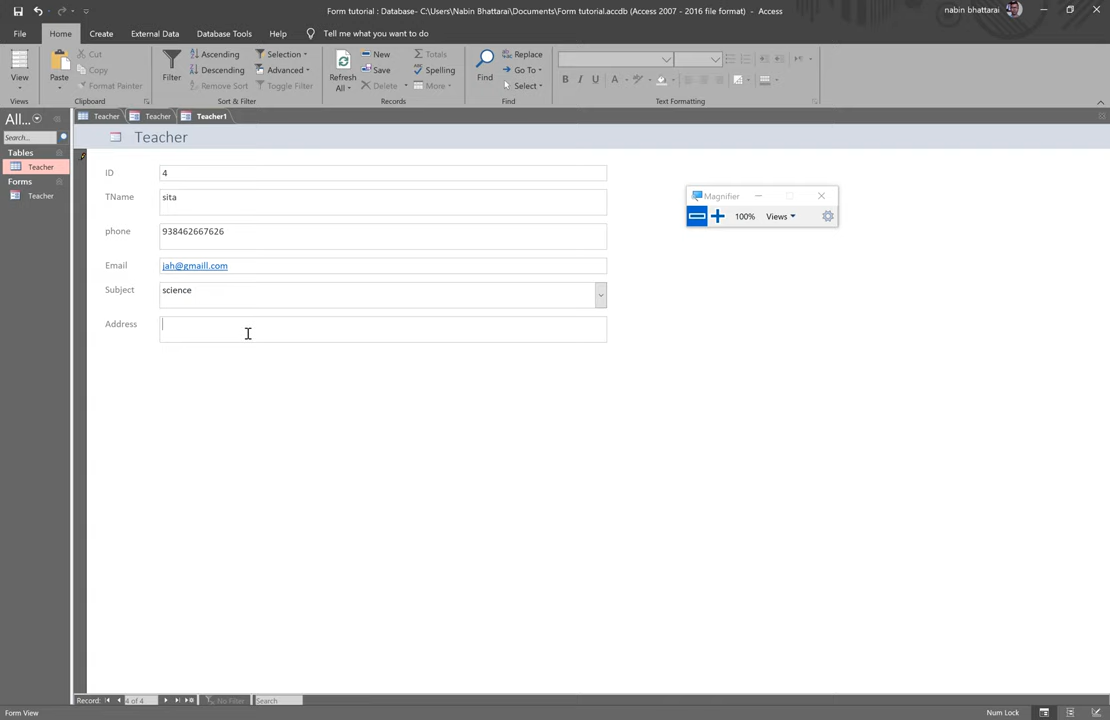 Form tutorial : Database- C:\Users\Nabin Bhattarai\Documents\Form tutorial.accdb (Access 2007 - 2016 file format) - Access
nabin bhattarai
File Home Create External Data Database Tools Help Tell me what you want to do
View
Views
Paste
Cut
Copy
Format Painter
Clipboard
Filter
Ascending
Descending
Remove Sort
Selection
Advanced
Toggle Filter
Sort & Filter
Refresh
All
New
Save
Delete
Totals
Spelling
More
Records
Find
Replace
Go To
Select
Find
B I U A
Text Formatting
All...
Search...
Tables
Teacher
Forms
Teacher
Teacher Teacher Teacher1
Teacher
ID 4
TName sita
phone 938462667626
Email jah@gmaill.com
Subject science
Address
Magnifier
100% Views
Record: 4 of 4 No Filter Search
Form View Num Lock